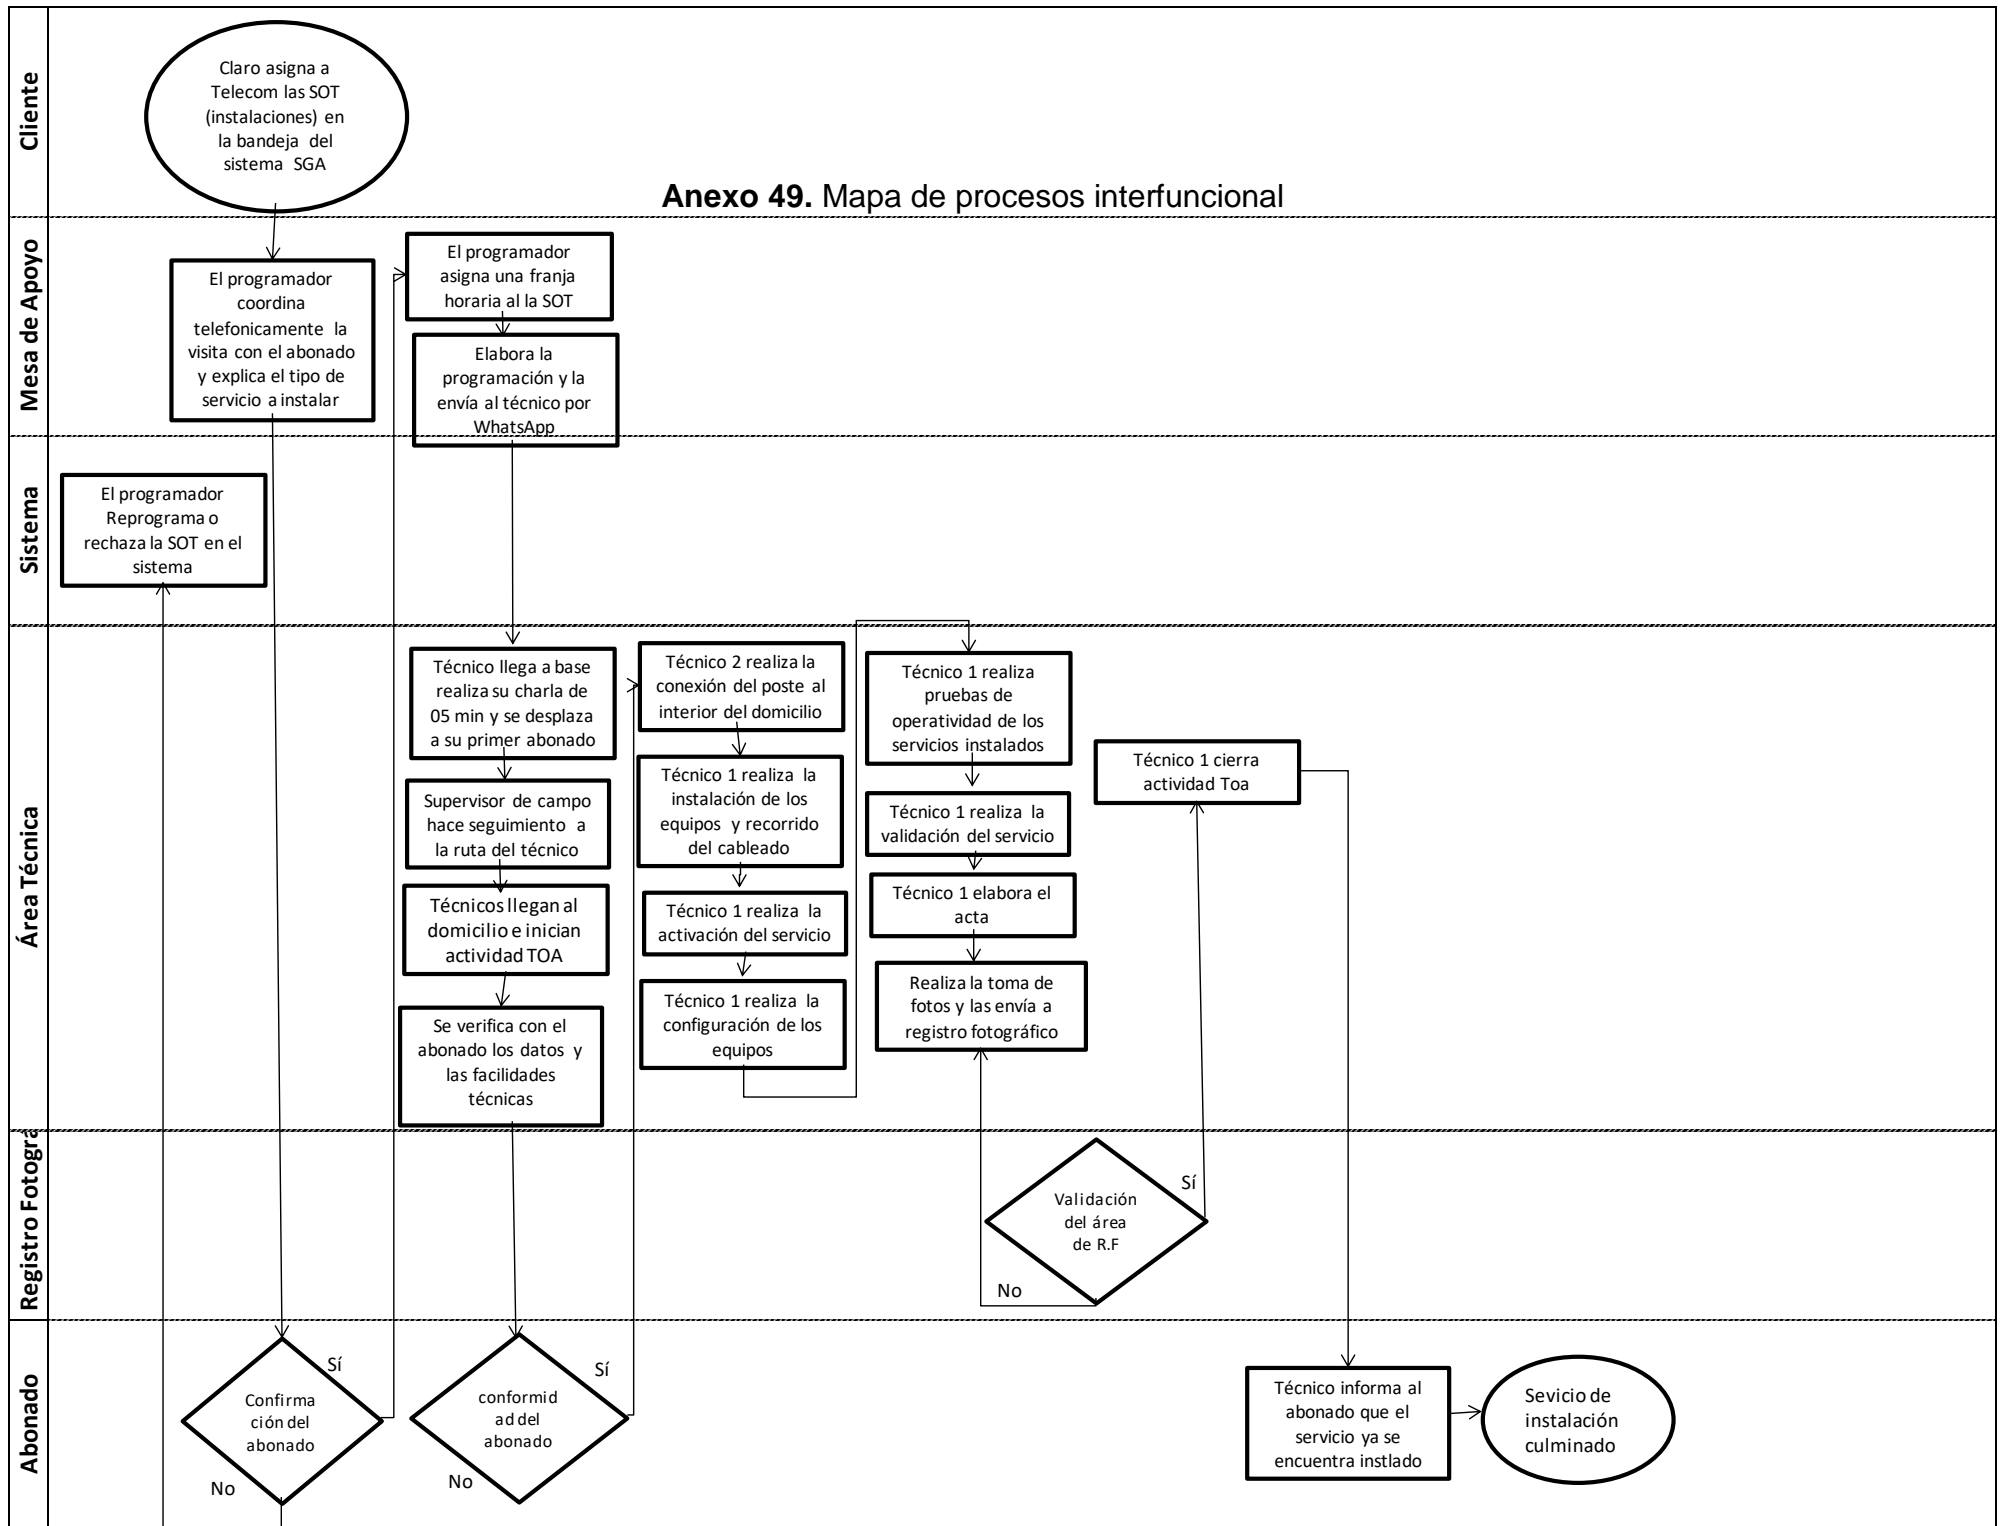 Cliente
Claro asigna a
Telecom las SOT
(instalaciones) en
la bandeja del
sistema SGA
Anexo 49. Mapa de procesos interfuncional
Mesa de Apoyo
El programador
coordina
telefonicamente la
visita con el abonado
y explica el tipo de
servicio a instalar
El programador
asigna una franja
horaria al la SOT
Elabora la
programación y la
envía al técnico por
WhatsApp
Sistema
El programador
Reprograma o
rechaza la SOT en el
sistema
Área Técnica
Técnico llega a base
realiza su charla de
05 min y se desplaza
a su primer abonado
Supervisor de campo
hace seguimiento a
la ruta del técnico
Técnicos llegan al
domicilio e inician
actividad TOA
Se verifica con el
abonado los datos y
las facilidades
técnicas
Técnico 2 realiza la
conexión del poste al
interior del domicilio
Técnico 1 realiza la
instalación de los
equipos y recorrido
del cableado
Técnico 1 realiza la
activación del servicio
Técnico 1 realiza la
configuración de los
equipos
Técnico 1 realiza
pruebas de
operatividad de los
servicios instalados
Técnico 1 realiza la
validación del servicio
Técnico 1 elabora el
acta
Realiza la toma de
fotos y las envía a
registro fotográfico
Técnico 1 cierra
actividad Toa
Registro Fotográ
Validación
del área
de R.F
Sí
No
Abonado
Confirma
ción del
abonado
Sí
No
conformid
ad del
abonado
Sí
No
Técnico informa al
abonado que el
servicio ya se
encuentra instlado
Sevicio de
instalación
culminado